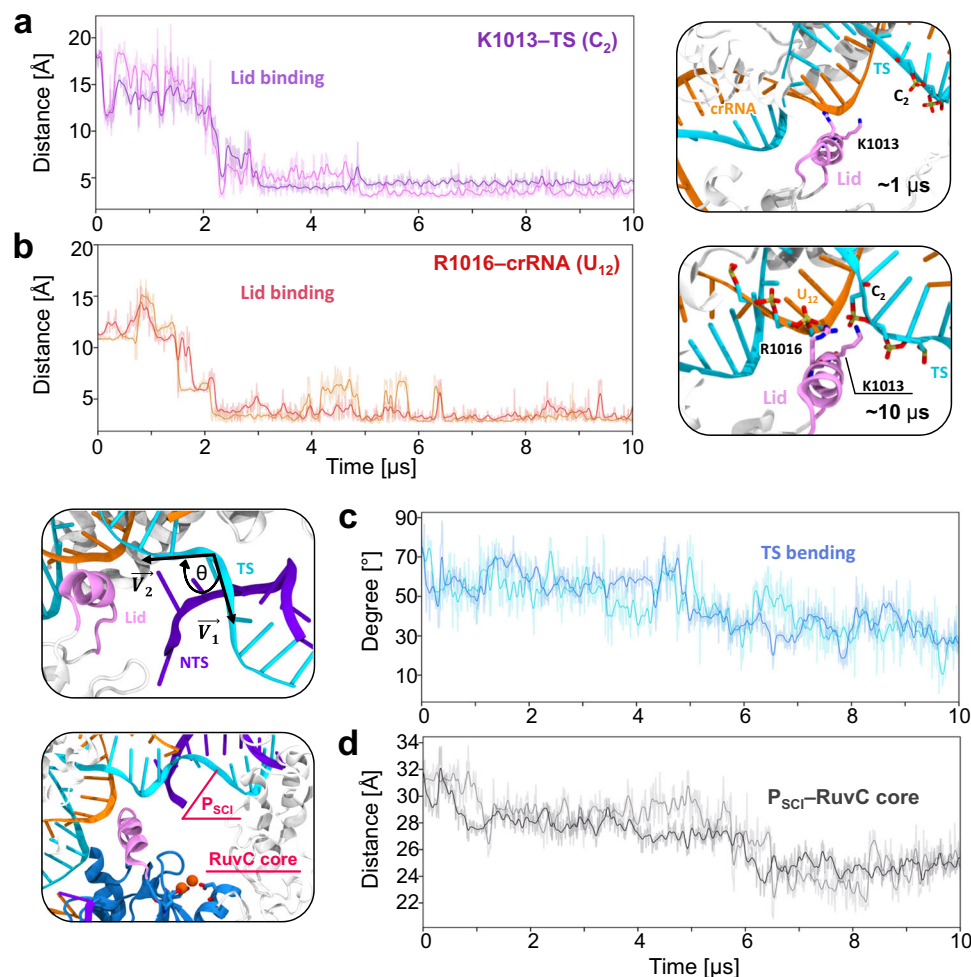 a
K1013–TS (C₂)
Lid binding
Distance [Å]
20
15
10
5
0
2
4
6
8
10
TS
C₂
crRNA
K1013
Lid
~1 µs
b
R1016–crRNA (U₁₂)
Lid binding
Distance [Å]
20
15
10
5
0
2
4
6
8
10
Time [µs]
U₁₂
C₂
R1016
K1013
TS
Lid
~10 µs
θ
TS
V₂
Lid
V₁
NTS
c
TS bending
Degree [°]
90
70
50
30
10
0
2
4
6
8
10
P_SCI
RuvC core
d
P_SCI–RuvC core
Distance [Å]
34
32
30
28
26
24
22
0
2
4
6
8
10
Time [µs]